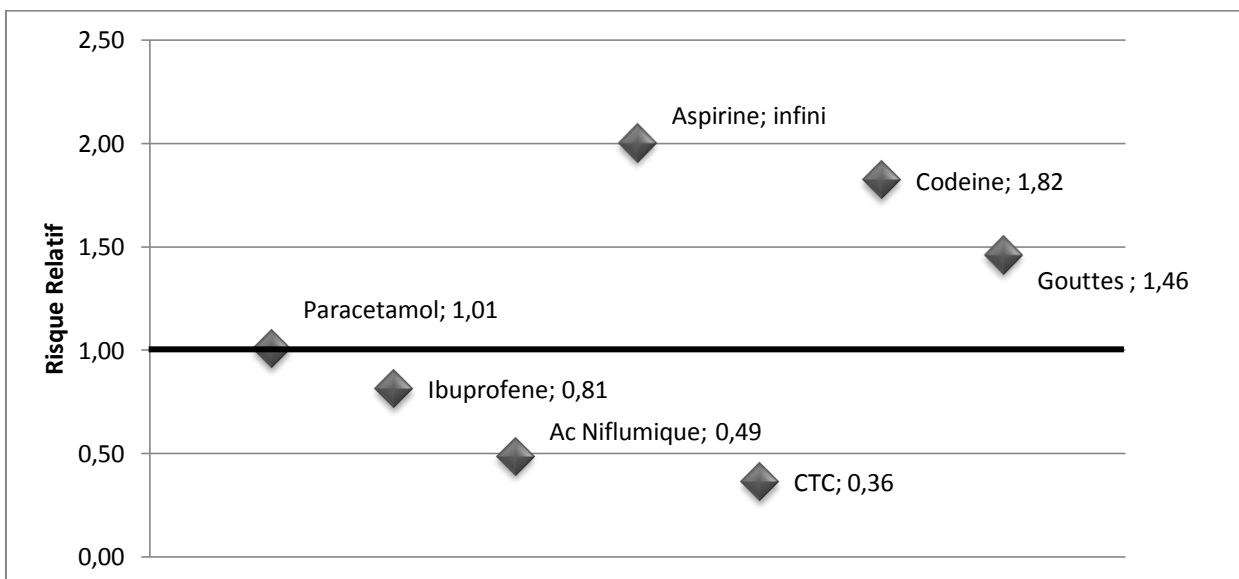 2,50
Aspirine; infini
2,00
Codeine; 1,82
1,50
Gouttes ; 1,46
Paracetamol; 1,01
1,00
Ibuprofene; 0,81
Ac Niflumique; 0,49
0,50
CTC; 0,36
0,00
Risque Relatif